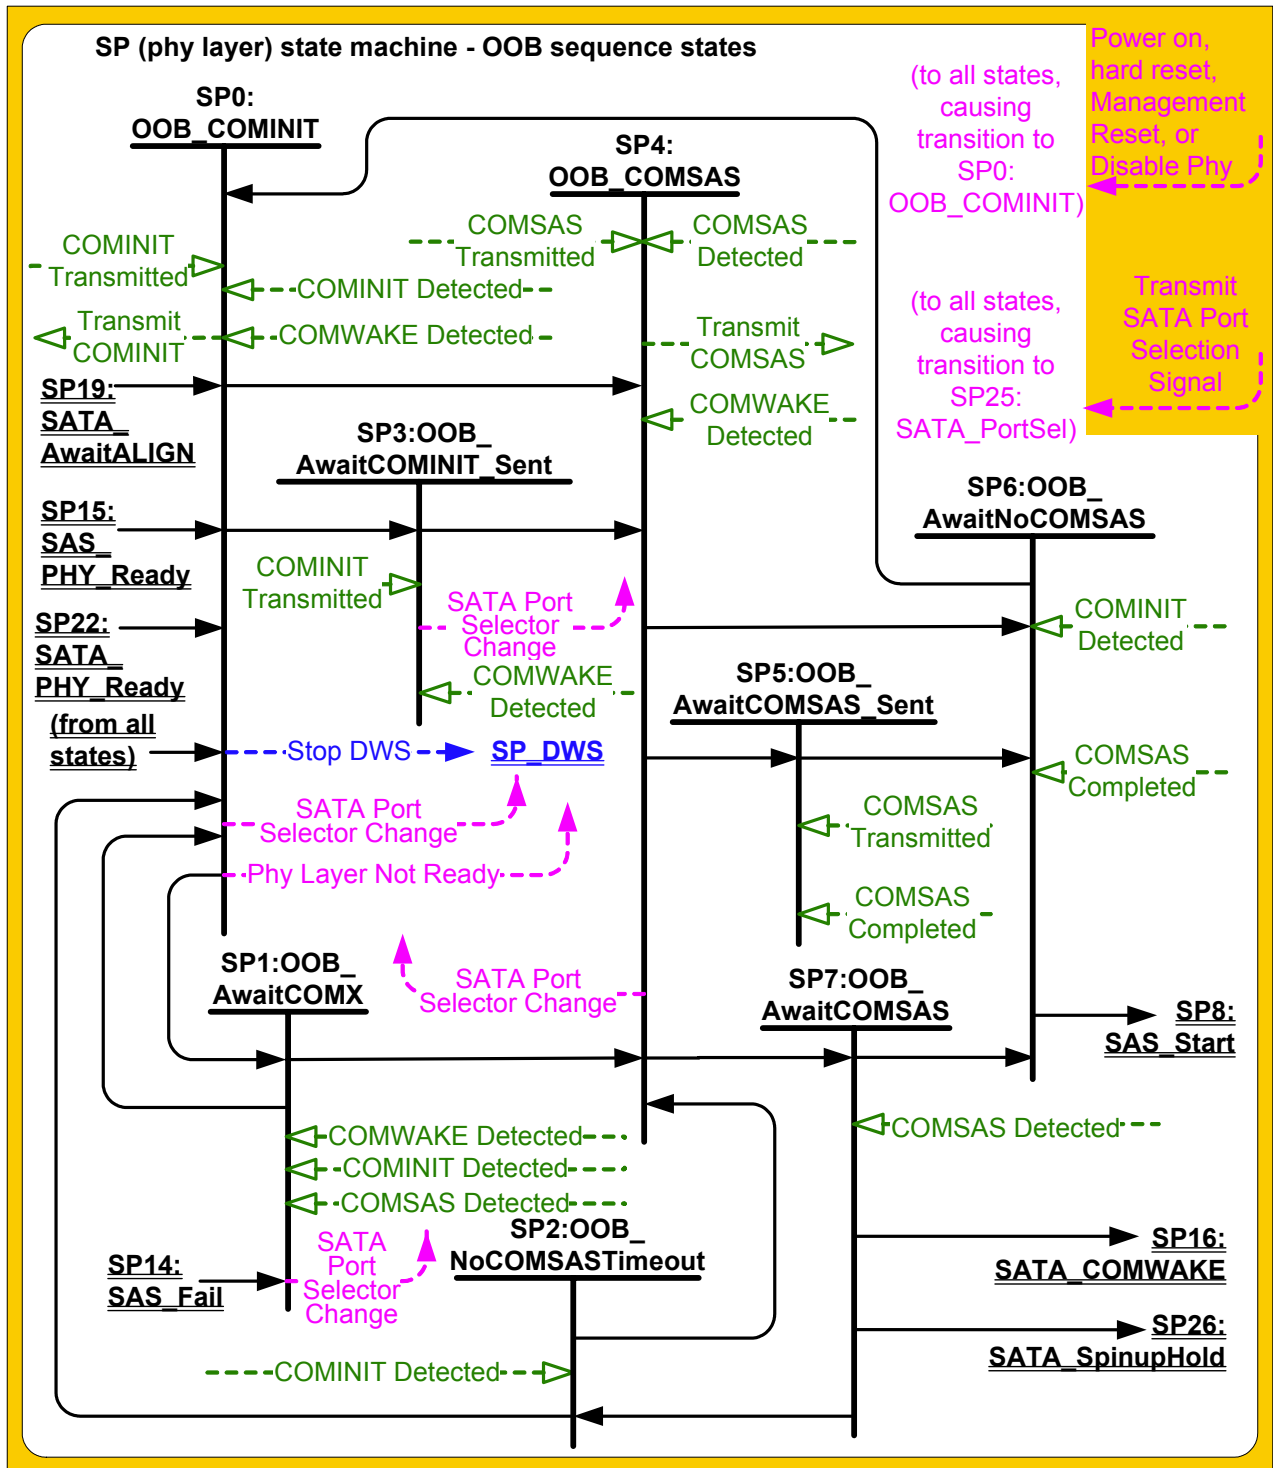 SP (phy layer) state machine - OOB sequence states
Power on,
hard reset,
Management
Reset, or
Disable Phy
(to all states,
causing
transition to
SP0:
OOB_COMINIT)
SP0:
OOB_COMINIT
SP4:
OOB_COMSAS
COMINIT
Transmitted
COMSAS
Transmitted
COMSAS
Detected
COMINIT Detected
Transmit
COMINIT
COMWAKE Detected
Transmit
COMSAS
(to all states,
causing
transition to
SP25:
SATA_PortSel)
Transmit
SATA Port
Selection
Signal
SP19:
SATA_
AwaitALIGN
COMWAKE
Detected
SP3:OOB_
AwaitCOMINIT_Sent
SP6:OOB_
AwaitNoCOMSAS
SP15:
SAS_
PHY_Ready
COMINIT
Transmitted
SATA Port
Selector
Change
COMINIT
Detected
SP22:
SATA_
PHY_Ready
COMWAKE
Detected
SP5:OOB_
AwaitCOMSAS_Sent
(from all
states)
Stop DWS
SP_DWS
COMSAS
Completed
SATA Port
Selector Change
COMSAS
Transmitted
Phy Layer Not Ready
COMSAS
Completed
SP1:OOB_
AwaitCOMX
SATA Port
Selector Change
SP7:OOB_
AwaitCOMSAS
SP8:
SAS_Start
COMWAKE Detected
COMINIT Detected
COMSAS Detected
COMSAS Detected
SP14:
SAS_Fail
SATA
Port
Selector
Change
SP2:OOB_
NoCOMSASTimeout
SP16:
SATA_COMWAKE
COMINIT Detected
SP26:
SATA_SpinupHold